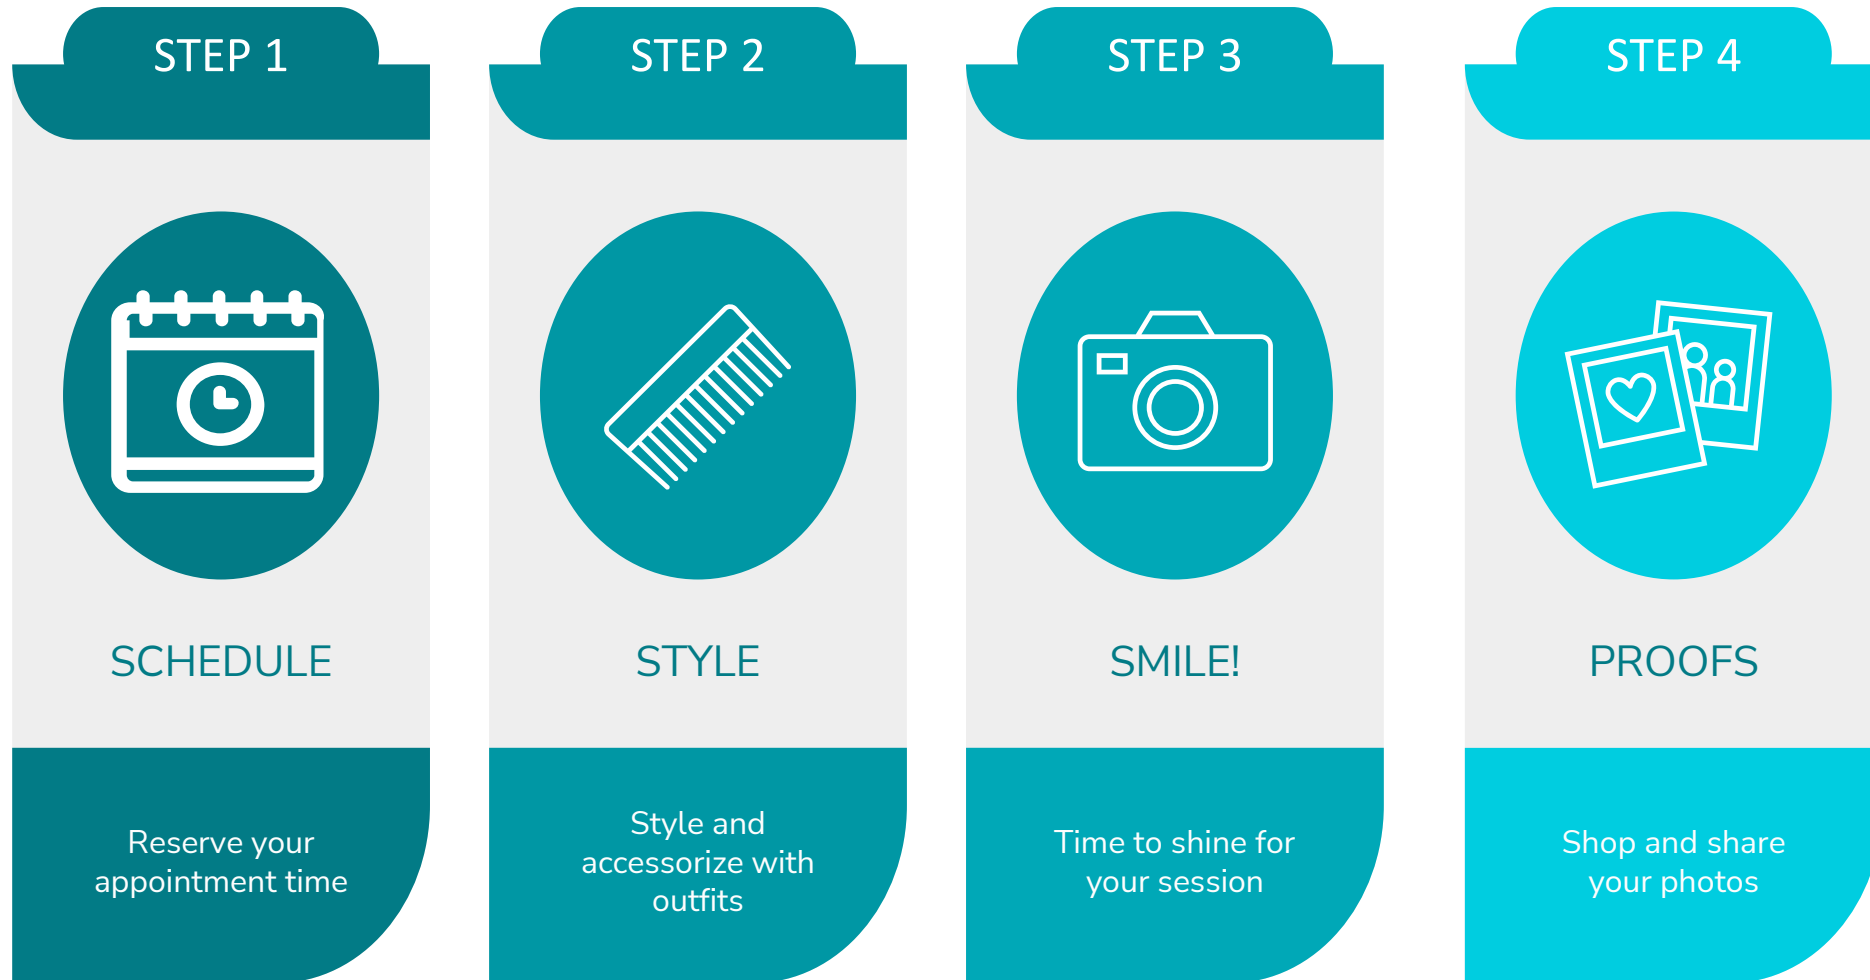 STEP 1
SCHEDULE
Reserve your
appointment time
STEP 2
STYLE
Style and
accessorize with
outfits
STEP 3
SMILE!
Time to shine for
your session
STEP 4
PROOFS
Shop and share
your photos